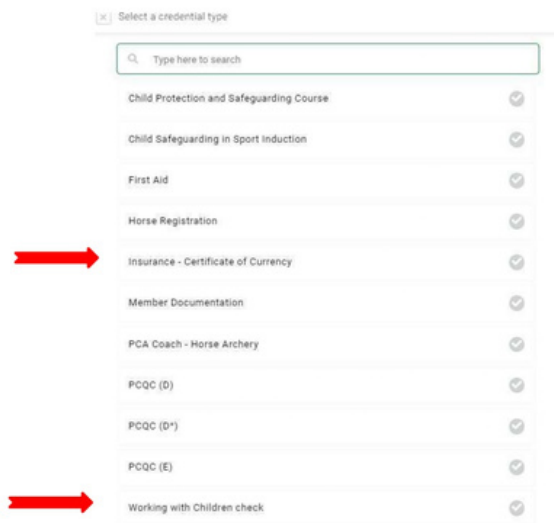 Select a credential type
Type here to search
Child Protection and Safeguarding Course
Child Safeguarding in Sport Induction
First Aid
Horse Registration
Insurance - Certificate of Currency
Member Documentation
PCA Coach - Horse Archery
PCQC (D)
PCQC (D*)
PCQC (E)
Working with Children check